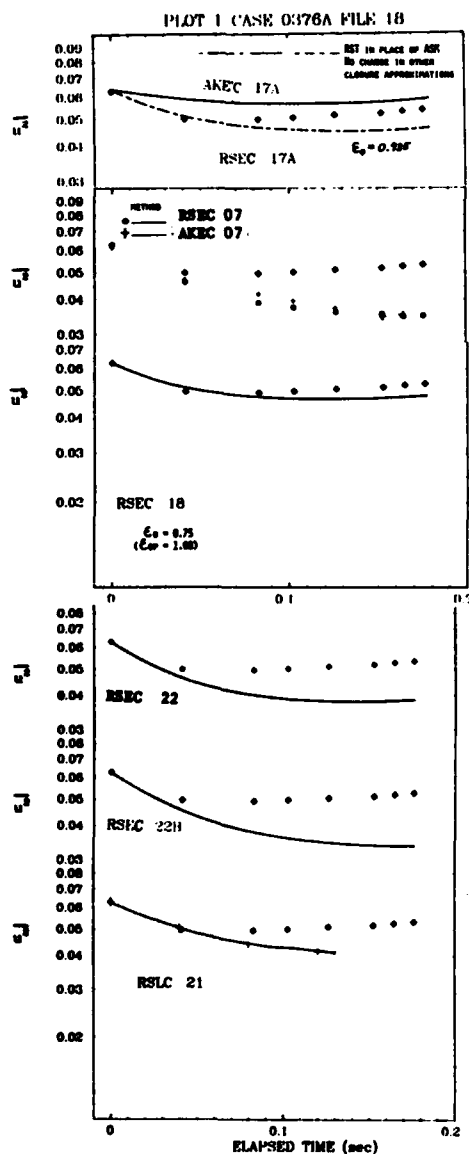 PLOT 1 CASE 0376A FILE 18
RST IN PLACE OF ASR
NO CHANGE IN OTHER
CLOSURE APPROXIMATIONS
0.09
0.08
0.07
0.06
0.05
0.04
0.03
AKEC 17A
RSEC 17A
0.09
0.08
0.07
0.06
0.05
0.04
0.03
METHOD
RSEC 07
AKEC 07
0.07
0.06
0.05
0.04
0.03
0.02
RSEC 18
0 0.1
0.08
0.07
0.06
0.05
0.04
0.03
RSEC 22
0.08
0.07
0.06
0.05
0.04
0.03
RSEC 22H
0.08
0.07
0.06
0.05
0.04
0.03
0.02
RSLC 21
0 0.1 0.2
ELAPSED TIME (sec)